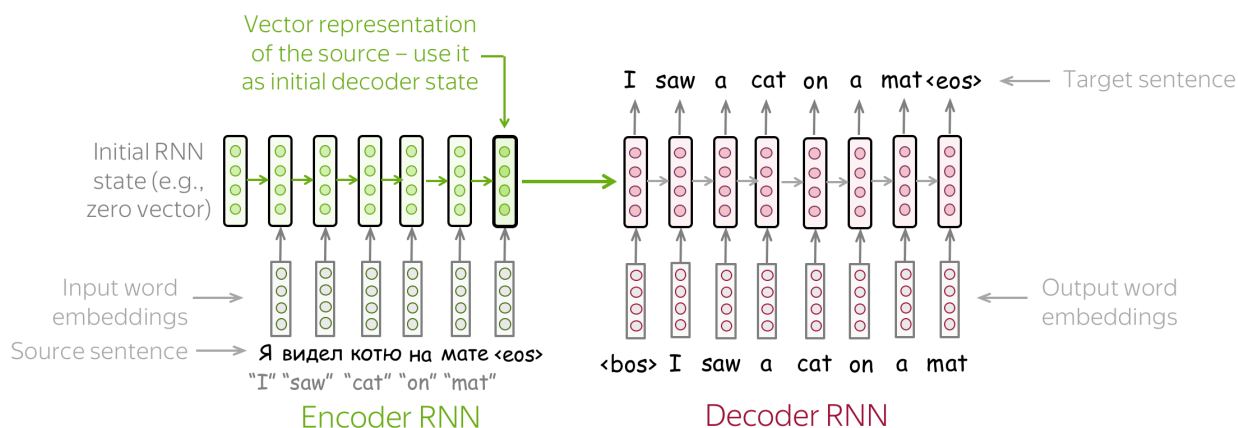 Vector representation
of the source – use it
as initial decoder state
I saw a cat on a mat <eos>
Target sentence
Initial RNN
state (e.g.,
zero vector)
Input word
embeddings
Output word
embeddings
Source sentence
Я видел котю на мате <eos>
"I" "saw" "cat" "on" "mat"
<bos> I saw a cat on a mat
Encoder RNN
Decoder RNN